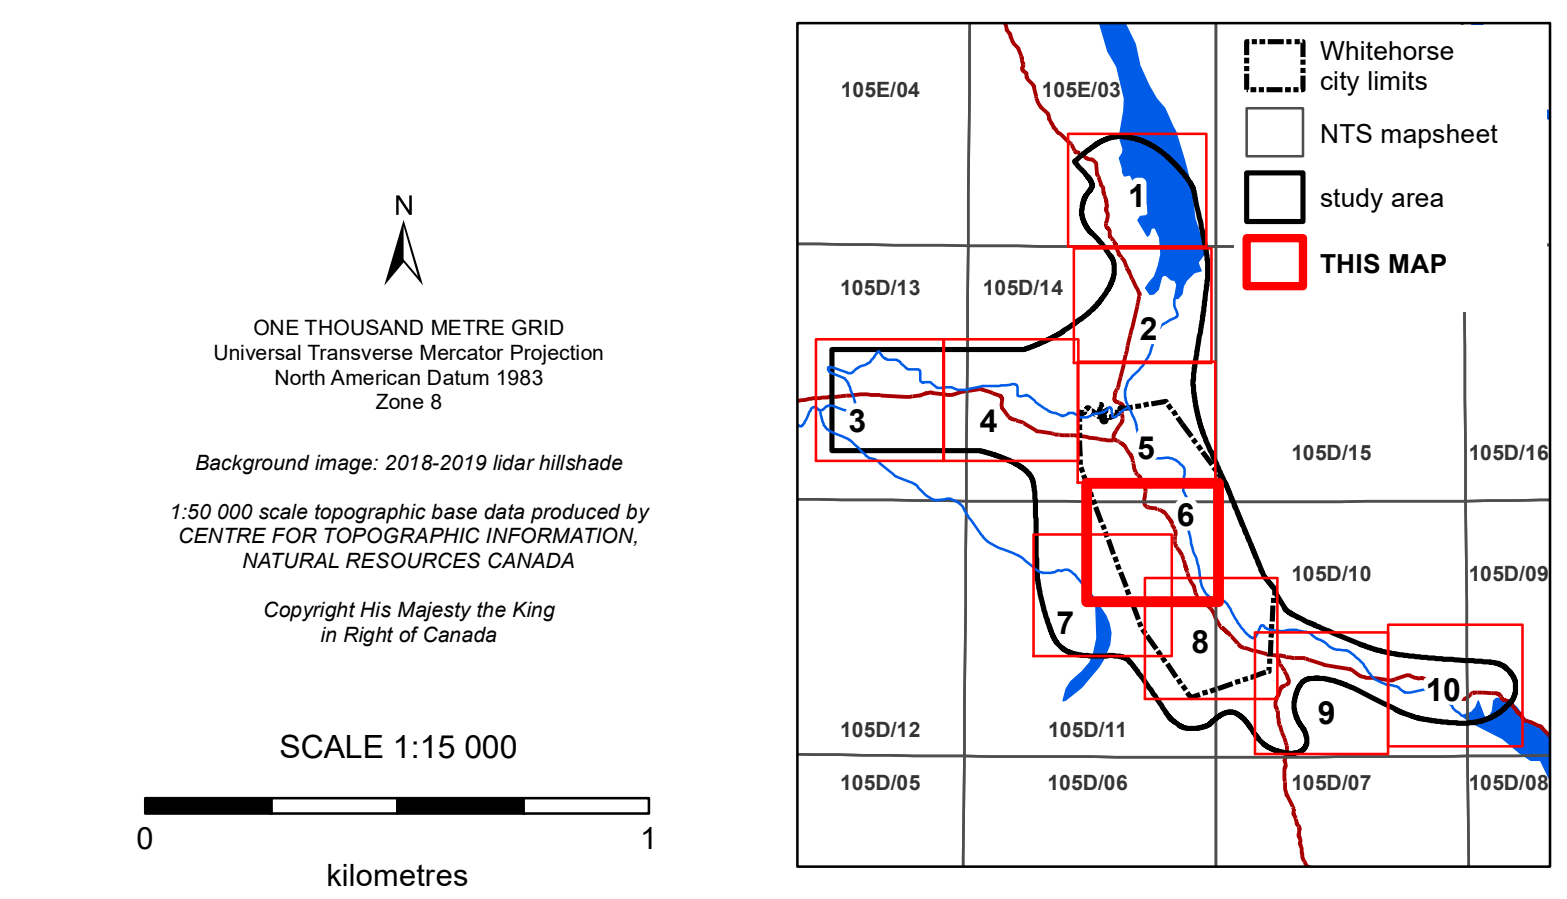 N
ONE THOUSAND METRE GRID
Universal Transverse Mercator Projection
North American Datum 1983
Zone 8
Background image: 2018-2019 lidar hillshade
1:50 000 scale topographic base data produced by
CENTRE FOR TOPOGRAPHIC INFORMATION,
NATURAL RESOURCES CANADA
Copyright His Majesty the King
in Right of Canada
SCALE 1:15 000
0 1
kilometres
Whitehorse
city limits
NTS mapsheet
study area
THIS MAP
105E/04 105E/03
1
105D/13 105D/14
2
3 4 5
105D/15 105D/16
6
105D/10 105D/09
7 8
10
9
105D/12 105D/11
105D/05 105D/06 105D/07 105D/08